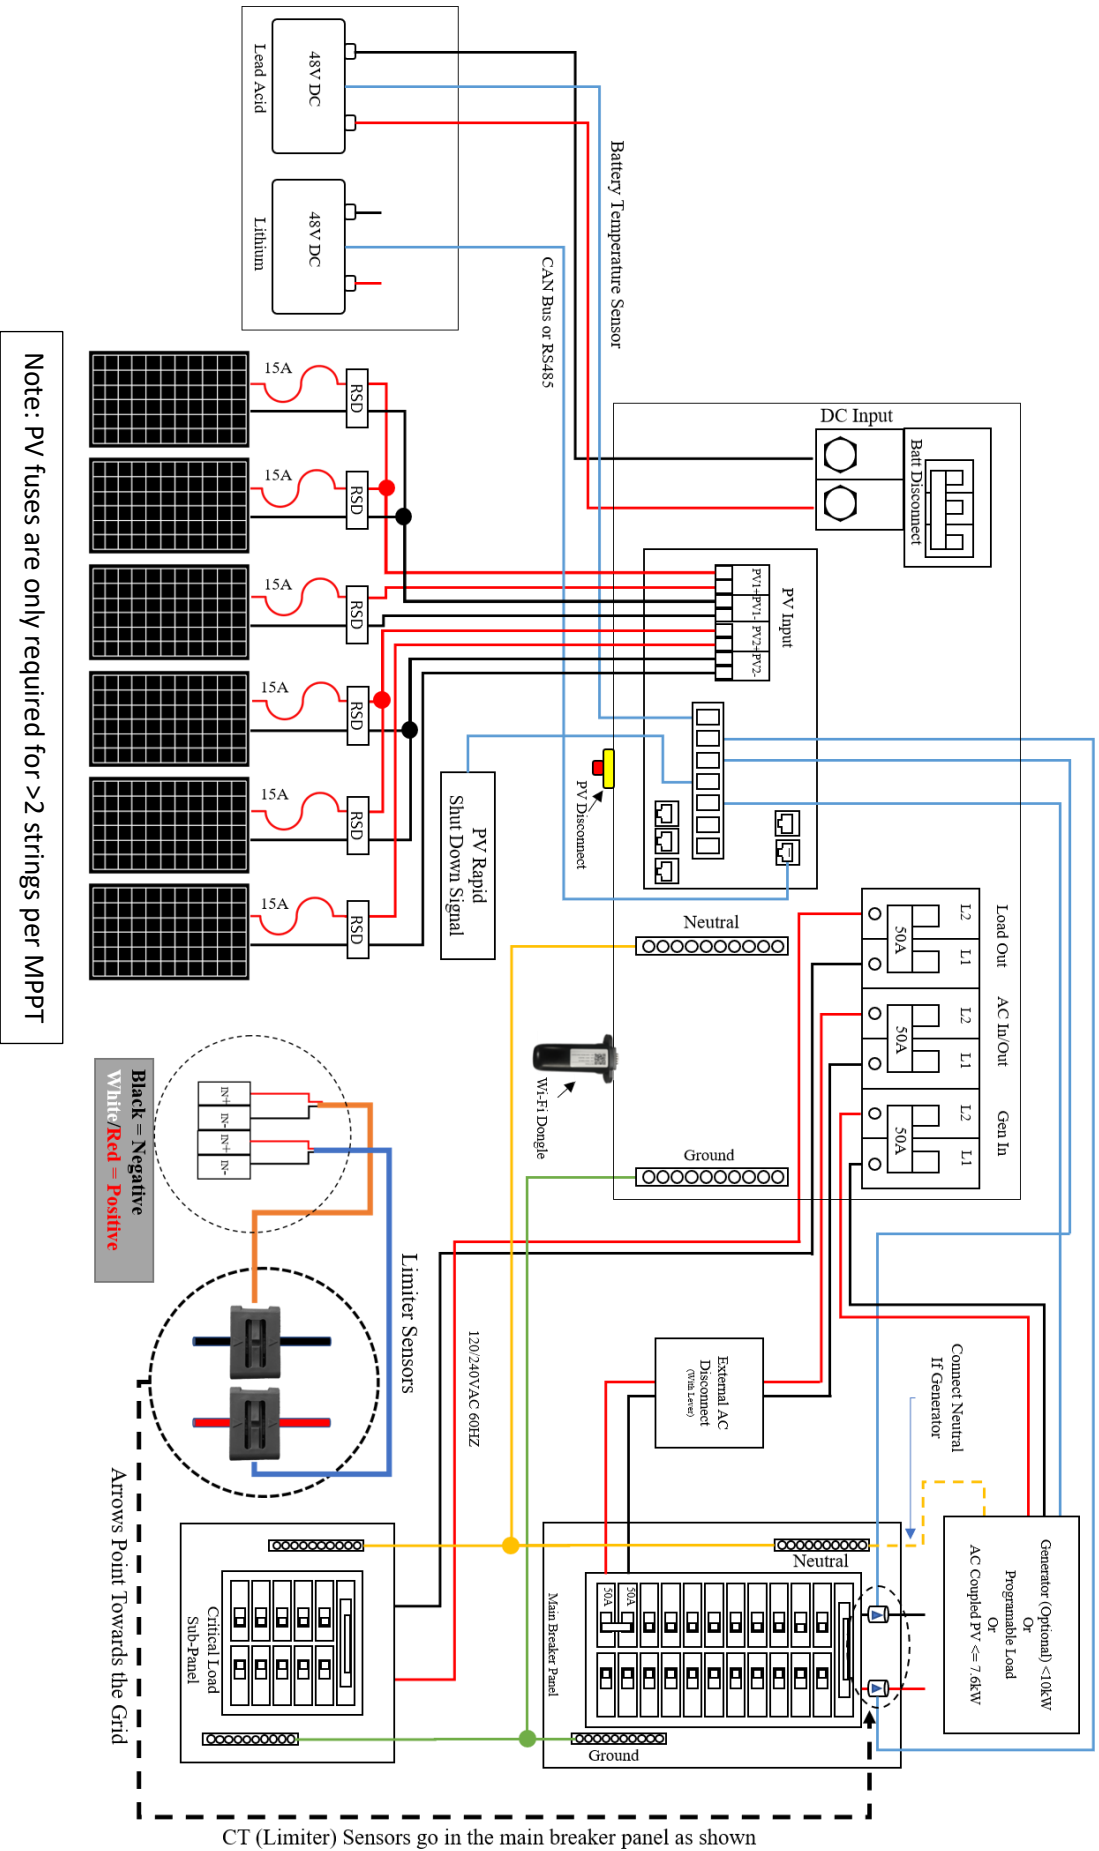 48V DC
Lead Acid
48V DC
Lithium
Battery Temperature Sensor
CAN Bus or RS485
DC Input
Batt Disconnect
PV Input
PV1+
PV1-
PV2+
PV2-
15A
RSD
15A
RSD
15A
RSD
15A
RSD
15A
RSD
15A
RSD
Note: PV fuses are only required for >2 strings per MPPT
PV Rapid
Shut Down Signal
PV Disconnect
Neutral
Wi-Fi Dongle
Ground
Load Out
L2
L1
50A
AC In/Out
L2
L1
50A
Gen In
L2
L1
50A
IN+
IN-
IN+
IN-
Black = Negative
White/Red = Positive
Limiter Sensors
120/240VAC 60HZ
External AC
Disconnect
(With Lever)
Connect Neutral
If Generator
Generator (Optional) <10kW
Or
Programable Load
Or
AC Coupled PV <= 7.6kW
Neutral
50A
50A
Main Breaker Panel
Ground
Critical Load
Sub-Panel
Arrows Point Towards the Grid
CT (Limiter) Sensors go in the main breaker panel as shown